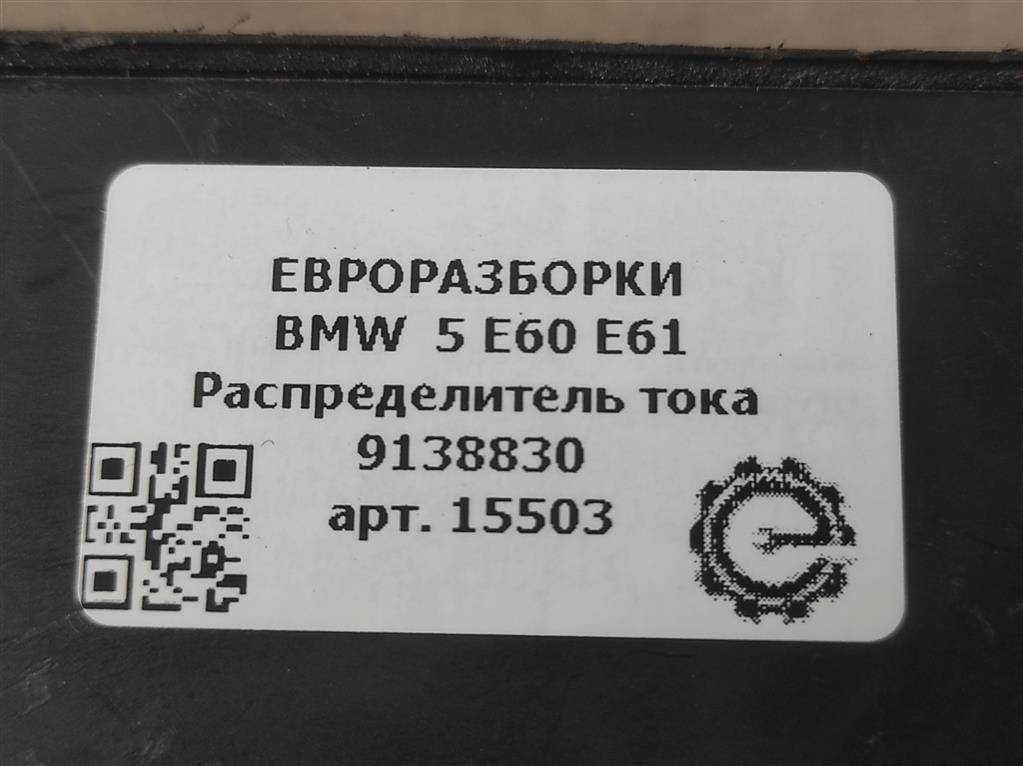 ЕВРОРАЗБОРКИ
BMW 5 E60 E61
Распределитель тока
9138830
арт. 15503